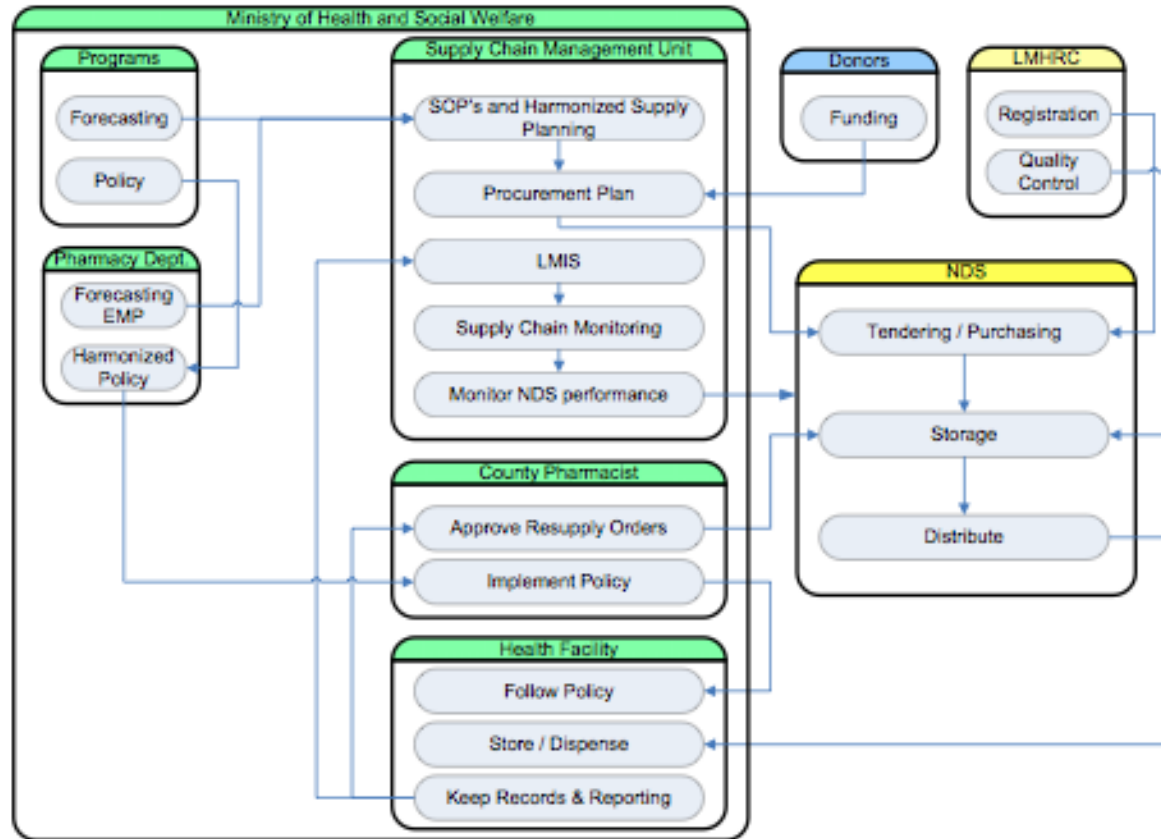 Ministry of Health and Social Welfare
Programs
Forecasting
Policy
Pharmacy Dept.
Forecasting
EMP
Harmonized
Policy
Supply Chain Management Unit
SOP's and Harmonized Supply
Planning
Procurement Plan
LMIS
Supply Chain Monitoring
Monitor NDS performance
County Pharmacist
Approve Resupply Orders
Implement Policy
Health Facility
Follow Policy
Store / Dispense
Keep Records & Reporting
Donors
Funding
LMHRC
Registration
Quality
Control
NDS
Tendering / Purchasing
Storage
Distribute